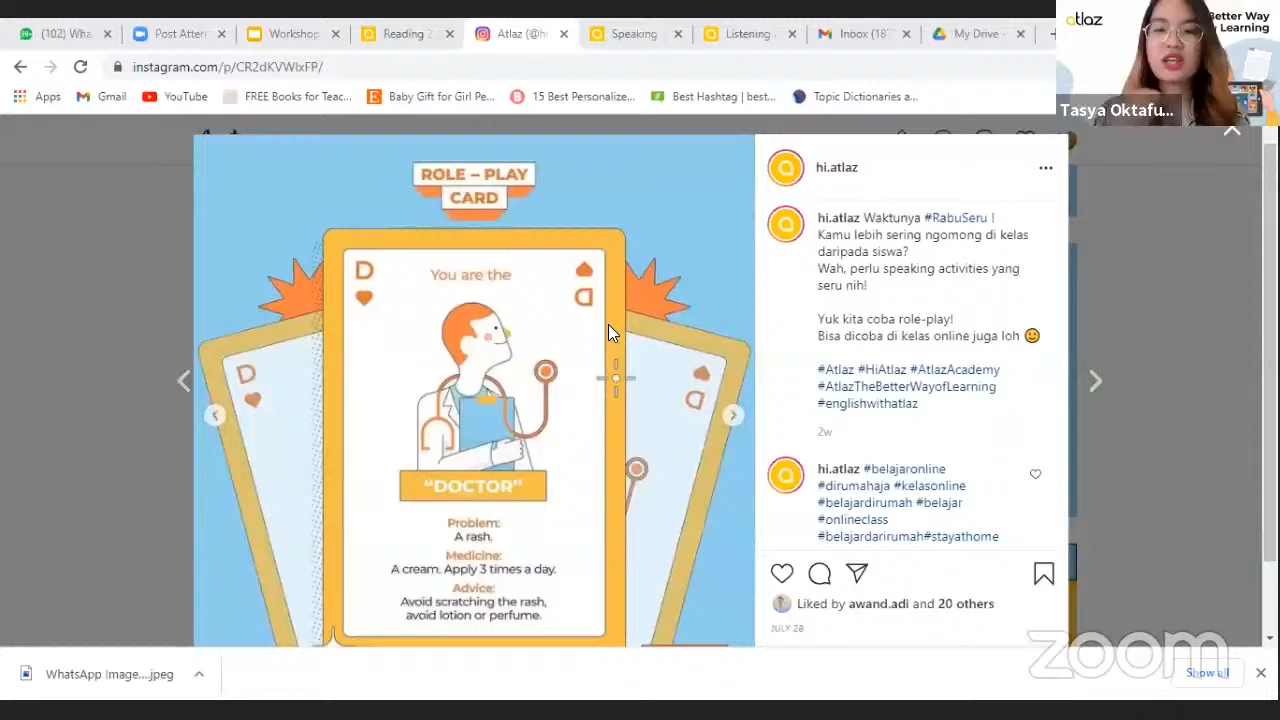 (102) Wha
Post Atten
Workshop
Reading 2
Atlaz (@h
Speaking
Listening
Inbox (18
My Drive -
instagram.com/p/CR2dKVWIxFP/
Apps
Gmail
YouTube
FREE Books for Teac...
Baby Gift for Girl Pe...
15 Best Personalize...
Best Hashtag | best...
Topic Dictionaries a...
atlaz
Better Way
Learning
Tasya Oktafu...
ROLE – PLAY
CARD
D
You are the
D
D
D
“DOCTOR”
Problem:
A rash.
Medicine:
A cream. Apply 3 times a day.
Advice:
Avoid scratching the rash,
avoid lotion or perfume.
hi.atlaz
hi.atlaz Waktunya #RabuSeru !
Kamu lebih sering ngomong di kelas
daripada siswa?
Wah, perlu speaking activities yang
seru nih!
Yuk kita coba role-play!
Bisa dicoba di kelas online juga loh
#Atlaz #HiAtlaz #AtlazAcademy
#AtlazTheBetterWayofLearning
#englishwithatlaz
2w
hi.atlaz #belajaronline
#dirumahaja #kelasonline
#belajardirumah #belajar
#onlineclass
#belajardarirumah#stayathome
Liked by awand.adi and 20 others
JULY 28
zoom
WhatsApp Image....jpeg
Show all